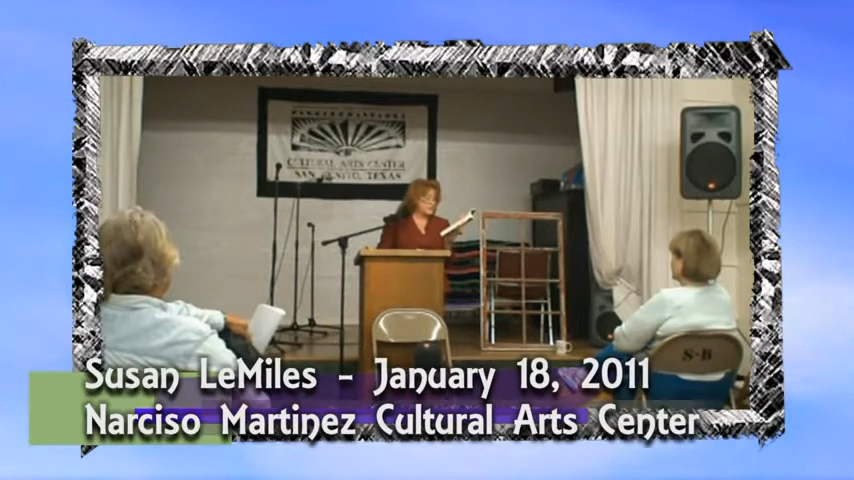 CULTURAL ARTS CENTER
SAN BENITO, TEXAS
S-B
Susan LeMiles - January 18, 2011
Narciso Martinez Cultural Arts Center